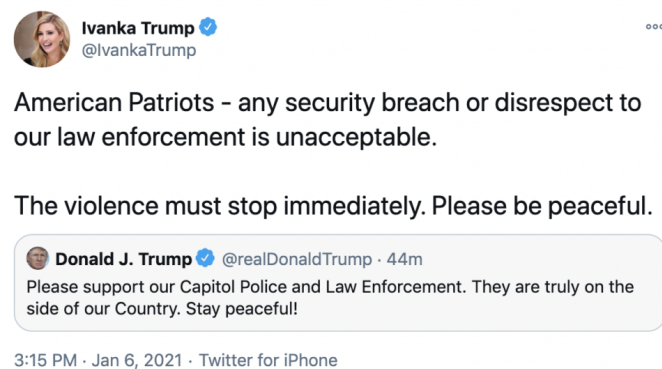 Ivanka Trump
@IvankaTrump
American Patriots - any security breach or disrespect to
our law enforcement is unacceptable.
The violence must stop immediately. Please be peaceful.
Donald J. Trump @realDonaldTrump · 44m
Please support our Capitol Police and Law Enforcement. They are truly on the
side of our Country. Stay peaceful!
3:15 PM · Jan 6, 2021 · Twitter for iPhone